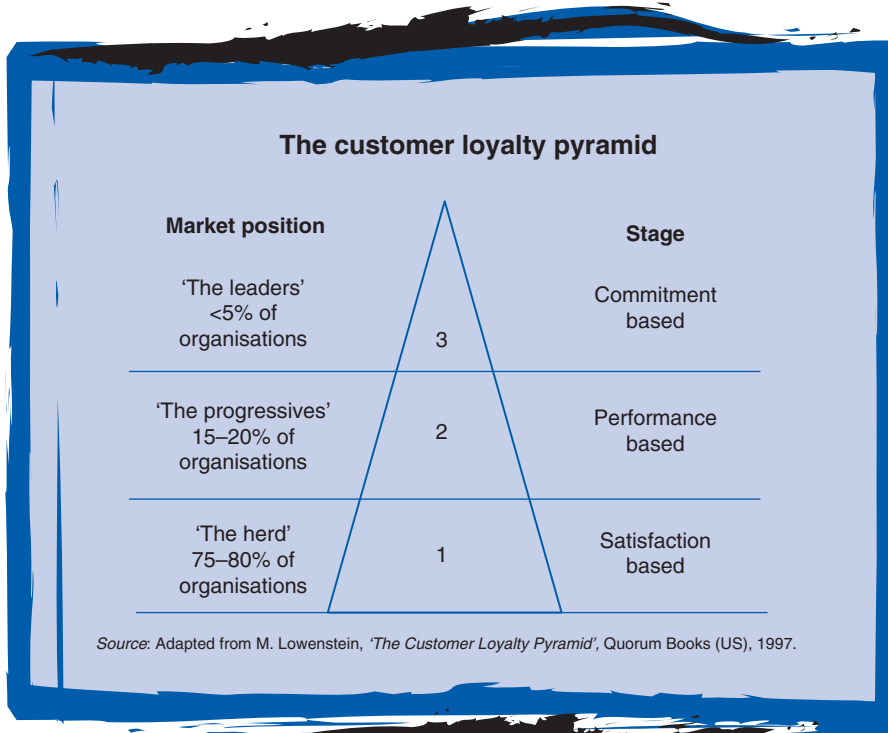 The customer loyalty pyramid
Market position
Stage
‘The leaders’
<5% of
organisations
3
Commitment
based
‘The progressives’
15–20% of
organisations
2
Performance
based
‘The herd’
75–80% of
organisations
1
Satisfaction
based
Source: Adapted from M. Lowenstein, ‘The Customer Loyalty Pyramid’, Quorum Books (US), 1997.